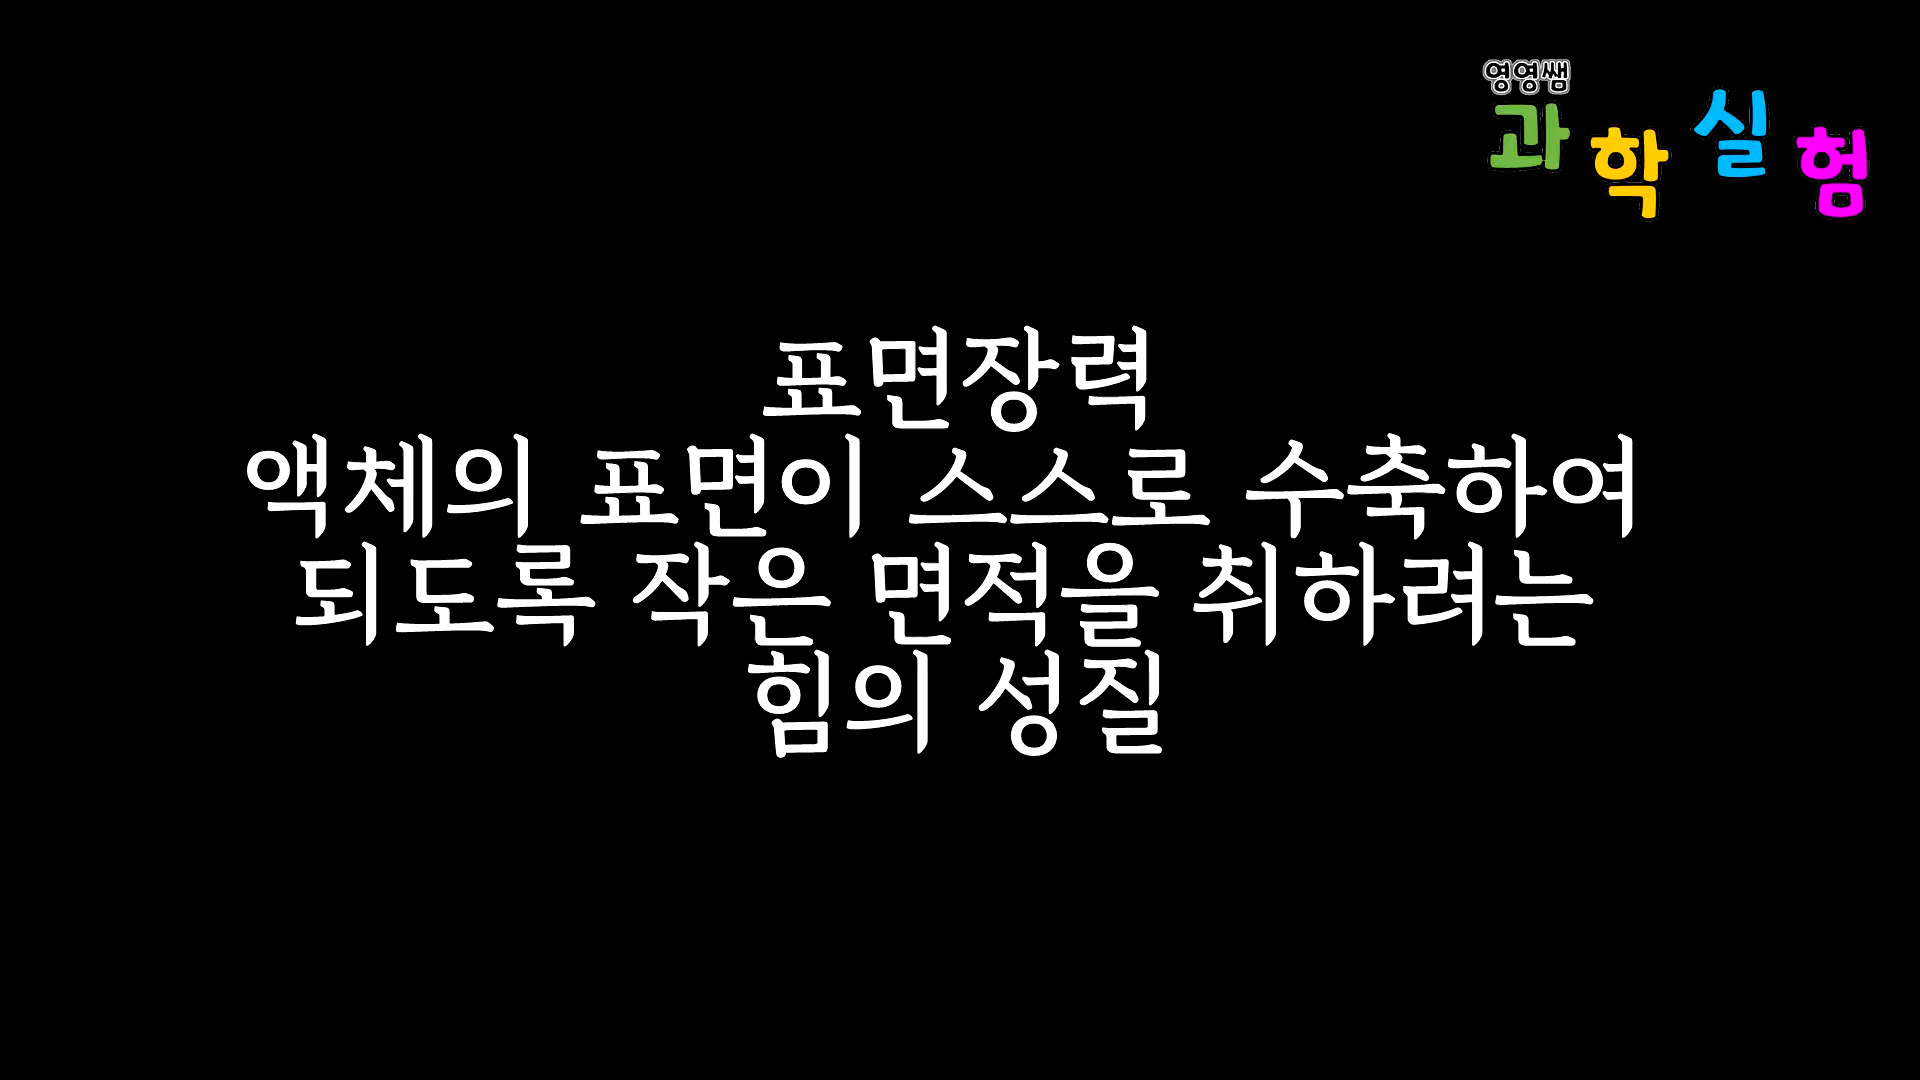 영영쌤
과학실험
표면장력
액체의 표면이 스스로 수축하여
되도록 작은 면적을 취하려는
힘의 성질